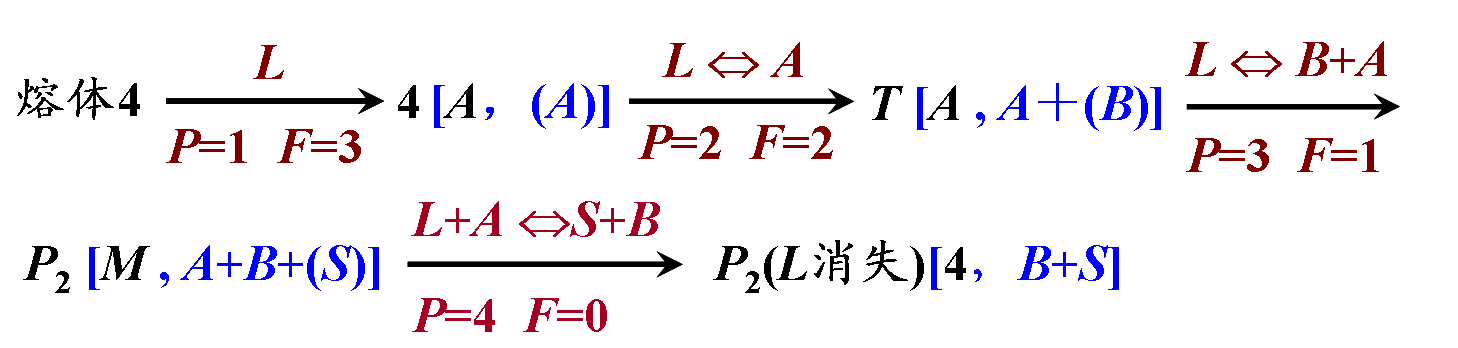 L L ⇔ A L ⇔ B+A
熔体4 4 [A，(A)] T [A , A＋(B)]
P=1 F=3 P=2 F=2 P=3 F=1
L+A ⇔S+B
P₂ [M , A+B+(S)] P₂(L消失)[4，B+S]
P=4 F=0